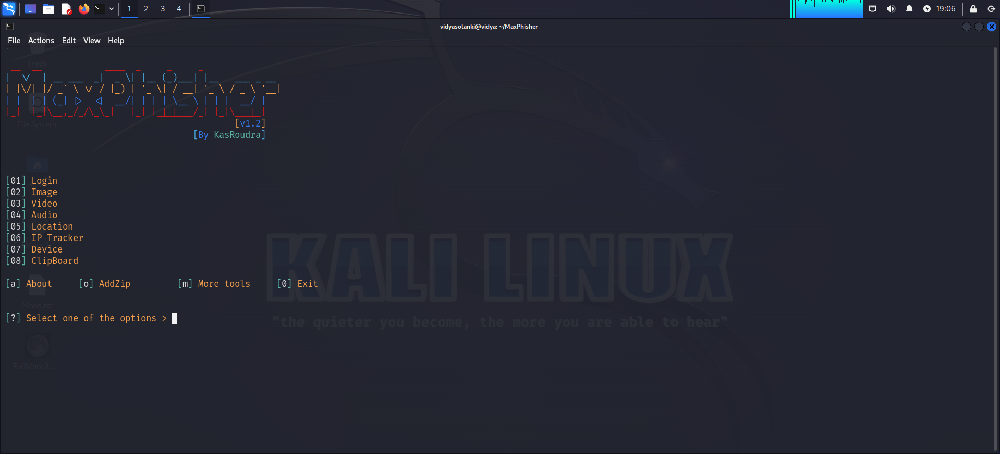 1 2 3 4
19:06
vidyasolanki@vidya: ~/MaxPhisher
File Actions Edit View Help
Trash
MaxPhisher
File System
[v1.2]
[By KasRoudra]
[01] Login
[02] Image
[03] Video
[04] Audio
[05] Location
[06] IP Tracker
[07] Device
[08] ClipBoard
KALI LINUX
[a] About [o] AddZip [m] More tools [0] Exit
Moon.txt
[?] Select one of the options >
"the quieter you become, the more you are able to hear"
FullMoon2...